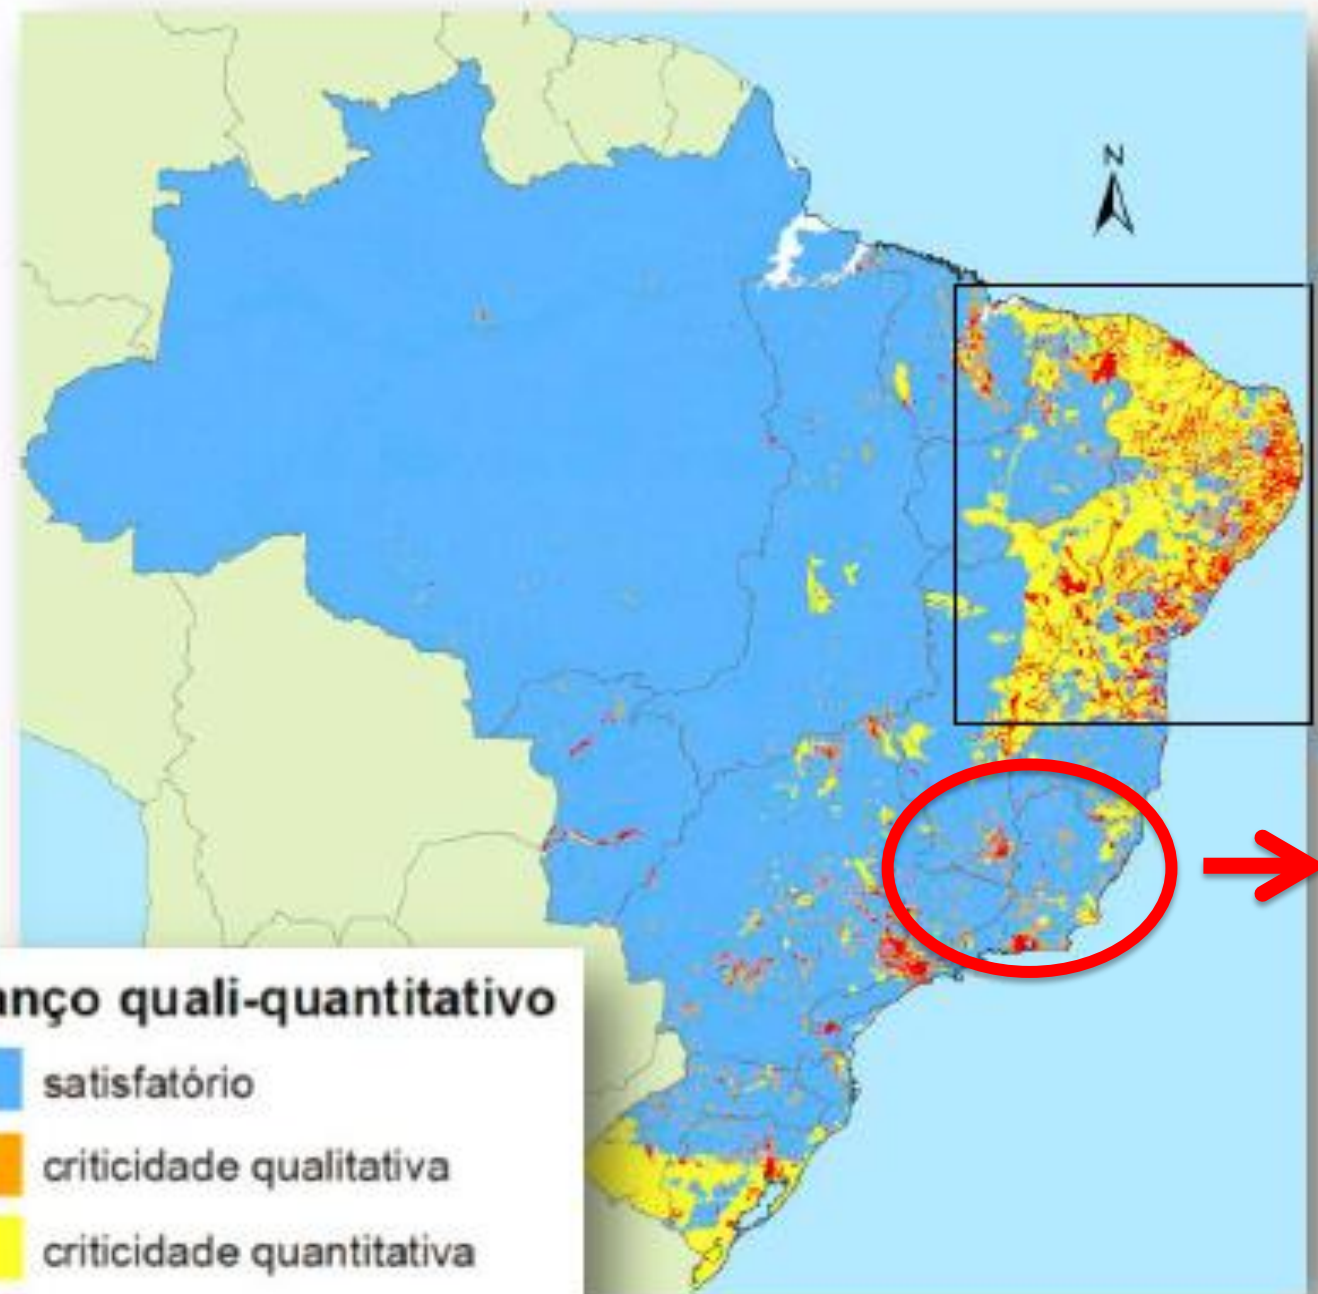 N
anço quali-quantitativo
satisfatório
criticidade qualitativa
criticidade quantitativa